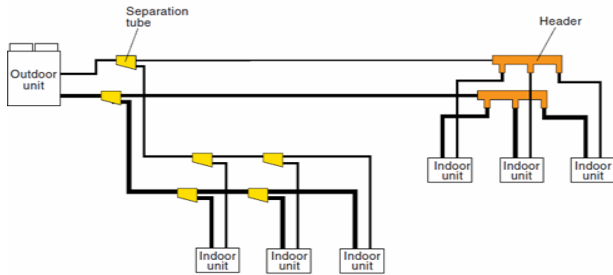 Separation
tube
Header
Outdoor
unit
Indoor
unit
Indoor
unit
Indoor
unit
Indoor
unit
Indoor
unit
Indoor
unit